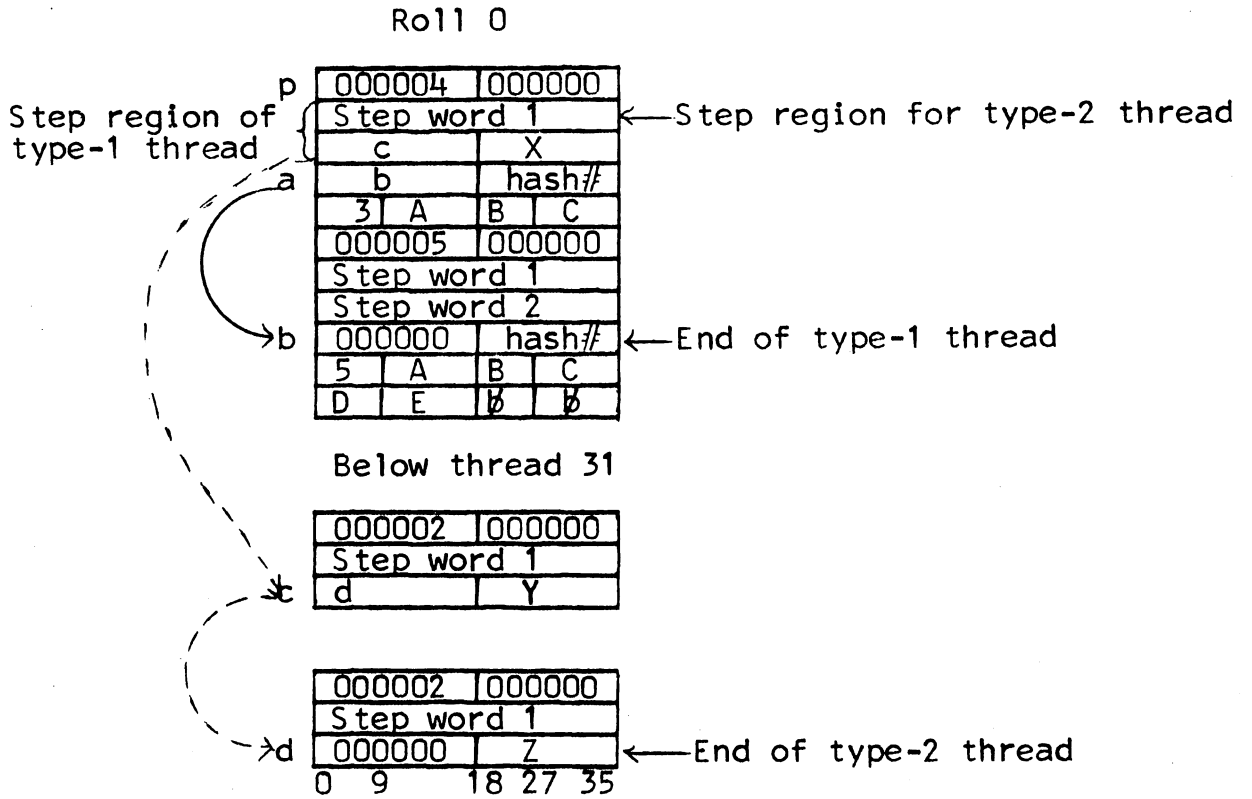 Roll 0
p 000004 000000
Step region of type-1 thread
Step word 1
Step region for type-2 thread
c X
a b hash#
3 A B C
000005 000000
Step word 1
Step word 2
b 000000 hash# End of type-1 thread
5 A B C
D E b̸ b̸
Below thread 31
000002 000000
Step word 1
c d Y
000002 000000
Step word 1
d 000000 Z End of type-2 thread
0 9 18 27 35